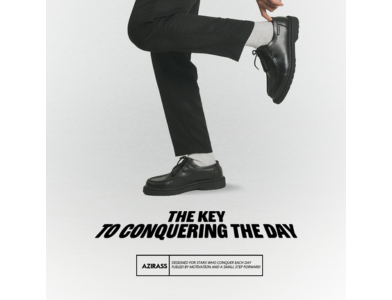 THE KEY
TO CONQUERING THE DAY
AZIRASS
DESIGNED FOR STARS WHO CONQUER EACH DAY
FUELED BY MOTIVATION AND A SMALL STEP FORWARD